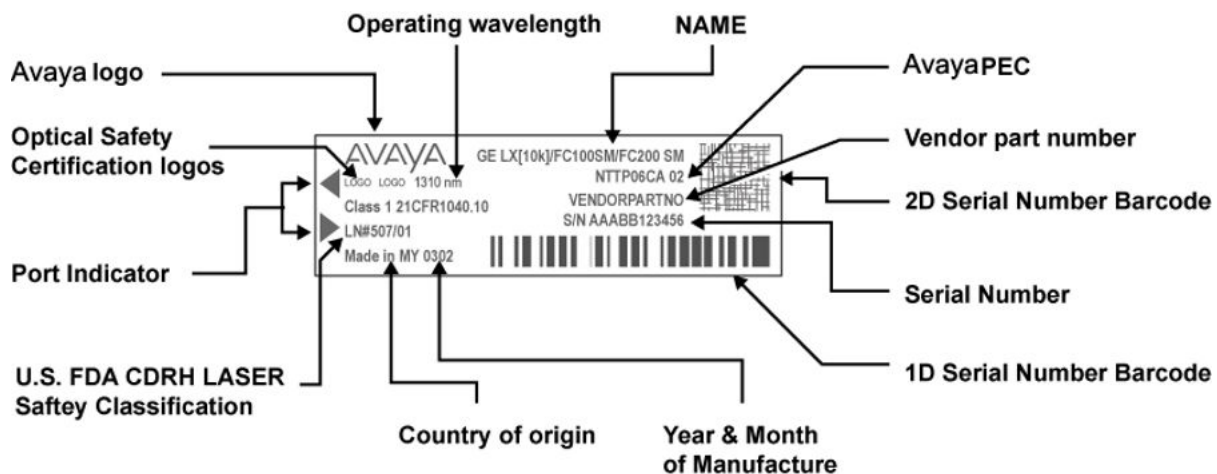 Operating wavelength
NAME
Avaya logo
AvayaPEC
Optical Safety
Certification logos
Vendor part number
2D Serial Number Barcode
Port Indicator
Serial Number
U.S. FDA CDRH LASER
Saftey Classification
1D Serial Number Barcode
Country of origin
Year & Month
of Manufacture
AVAYA
LOGO LOGO 1310 nm
Class 1 21CFR1040.10
LN#507/01
Made in MY 0302
GE LX[10k]/FC100SM/FC200 SM
NTTP06CA 02
VENDORPARTNO
S/N AAABB123456